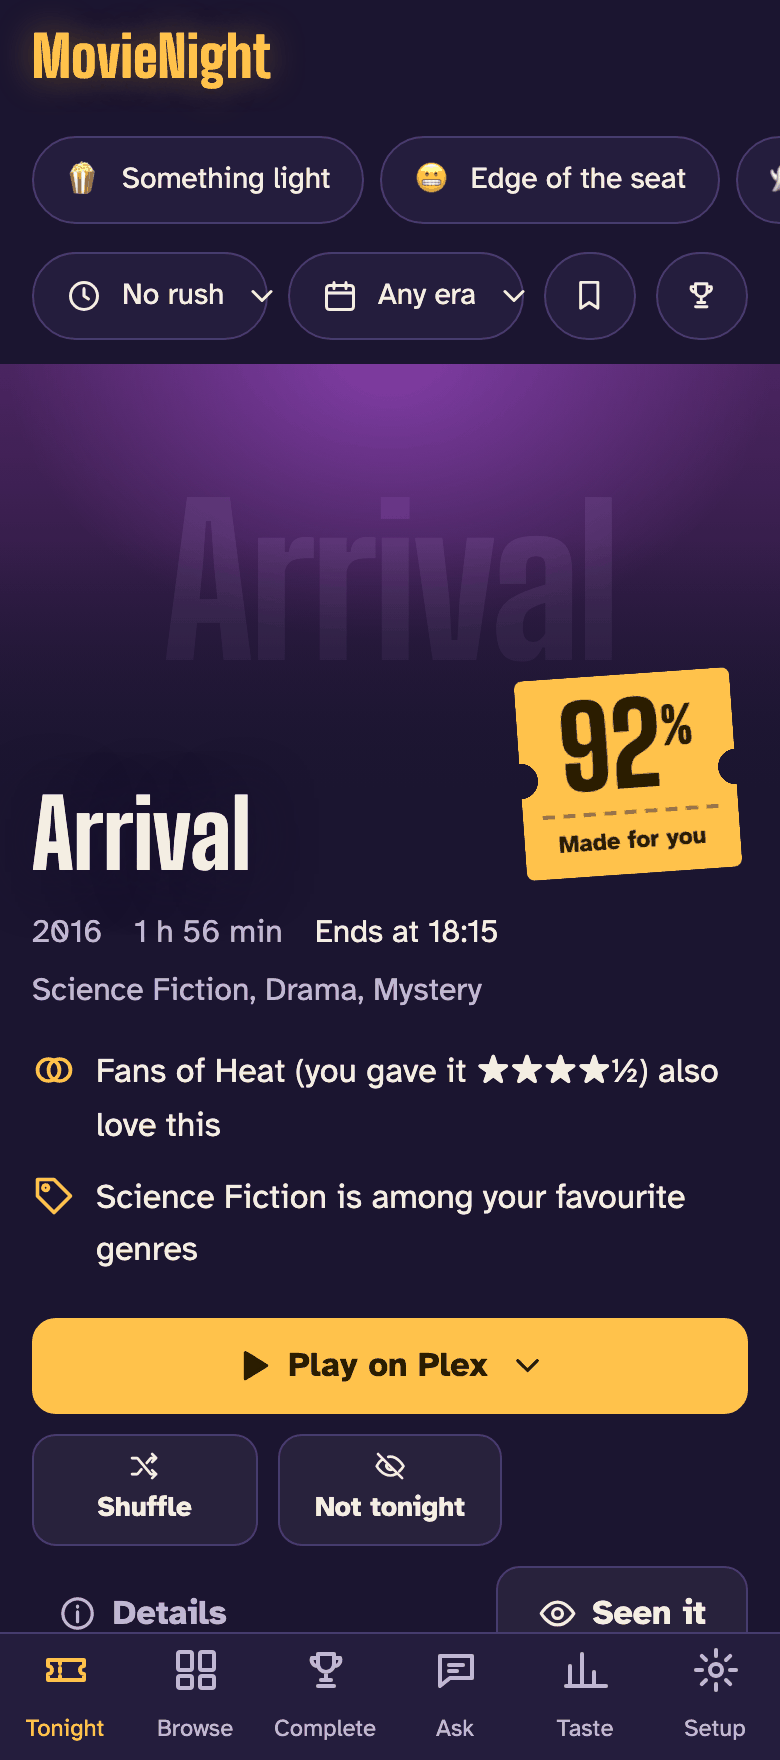 MovieNight
Something light
Edge of the seat
No rush
Any era
Arrival
92%
Made for you
Arrival
2016 1 h 56 min Ends at 18:15
Science Fiction, Drama, Mystery
Fans of Heat (you gave it ★★★★½) also
love this
Science Fiction is among your favourite
genres
Play on Plex
Shuffle
Not tonight
Details
Seen it
Tonight
Browse
Complete
Ask
Taste
Setup